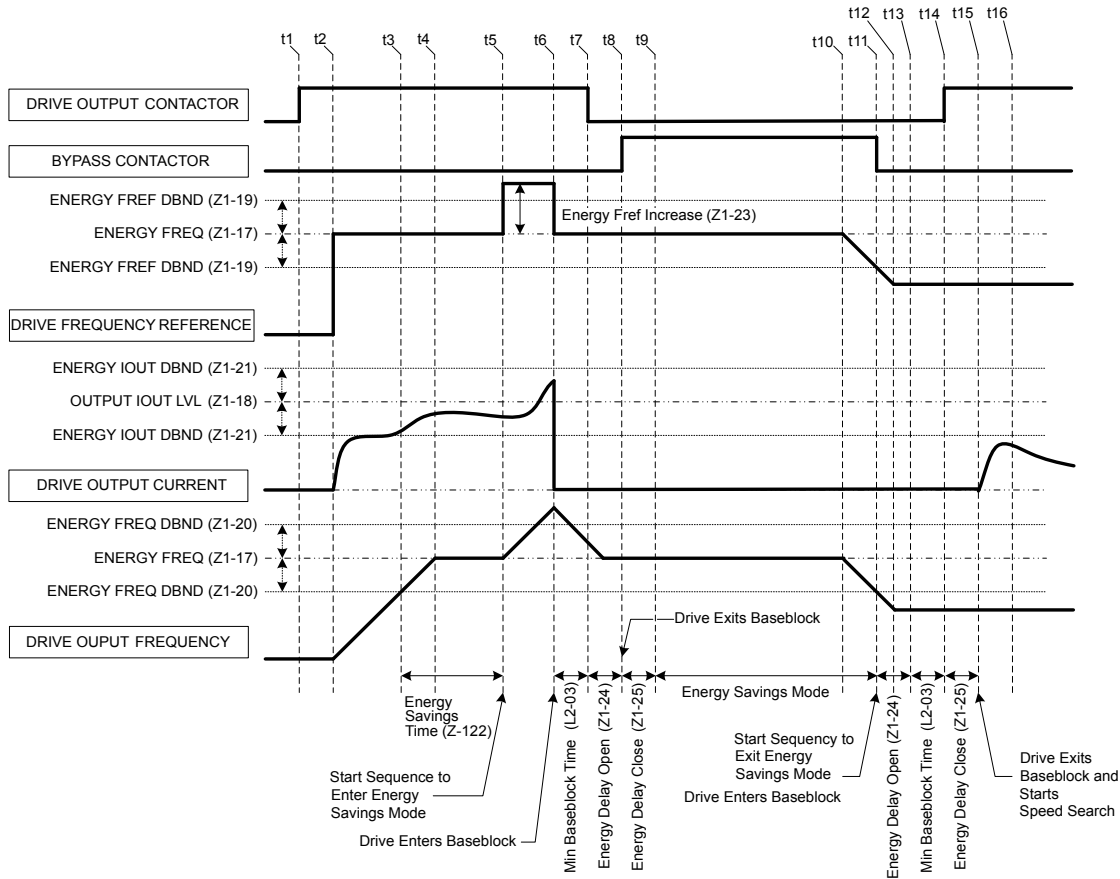 t1
t2
t3
t4
t5
t6
t7
t8
t9
t10
t11
t12
t13
t14
t15
t16
DRIVE OUTPUT CONTACTOR
BYPASS CONTACTOR
ENERGY FREF DBND (Z1-19)
Energy Fref Increase (Z1-23)
ENERGY FREQ (Z1-17)
ENERGY FREF DBND (Z1-19)
DRIVE FREQUENCY REFERENCE
ENERGY IOUT DBND (Z1-21)
OUTPUT IOUT LVL (Z1-18)
ENERGY IOUT DBND (Z1-21)
DRIVE OUTPUT CURRENT
ENERGY FREQ DBND (Z1-20)
ENERGY FREQ (Z1-17)
ENERGY FREQ DBND (Z1-20)
DRIVE OUPUT FREQUENCY
Drive Exits Baseblock
Energy
Savings
Time (Z-122)
Start Sequence to
Enter Energy
Savings Mode
Drive Enters Baseblock
Min Baseblock Time (L2-03)
Energy Delay Open (Z1-24)
Energy Delay Close (Z1-25)
Energy Savings Mode
Start Sequency to
Exit Energy
Savings Mode
Drive Enters Baseblock
Energy Delay Open (Z1-24)
Min Baseblock Time (L2-03)
Energy Delay Close (Z1-25)
Drive Exits
Baseblock and
Starts
Speed Search